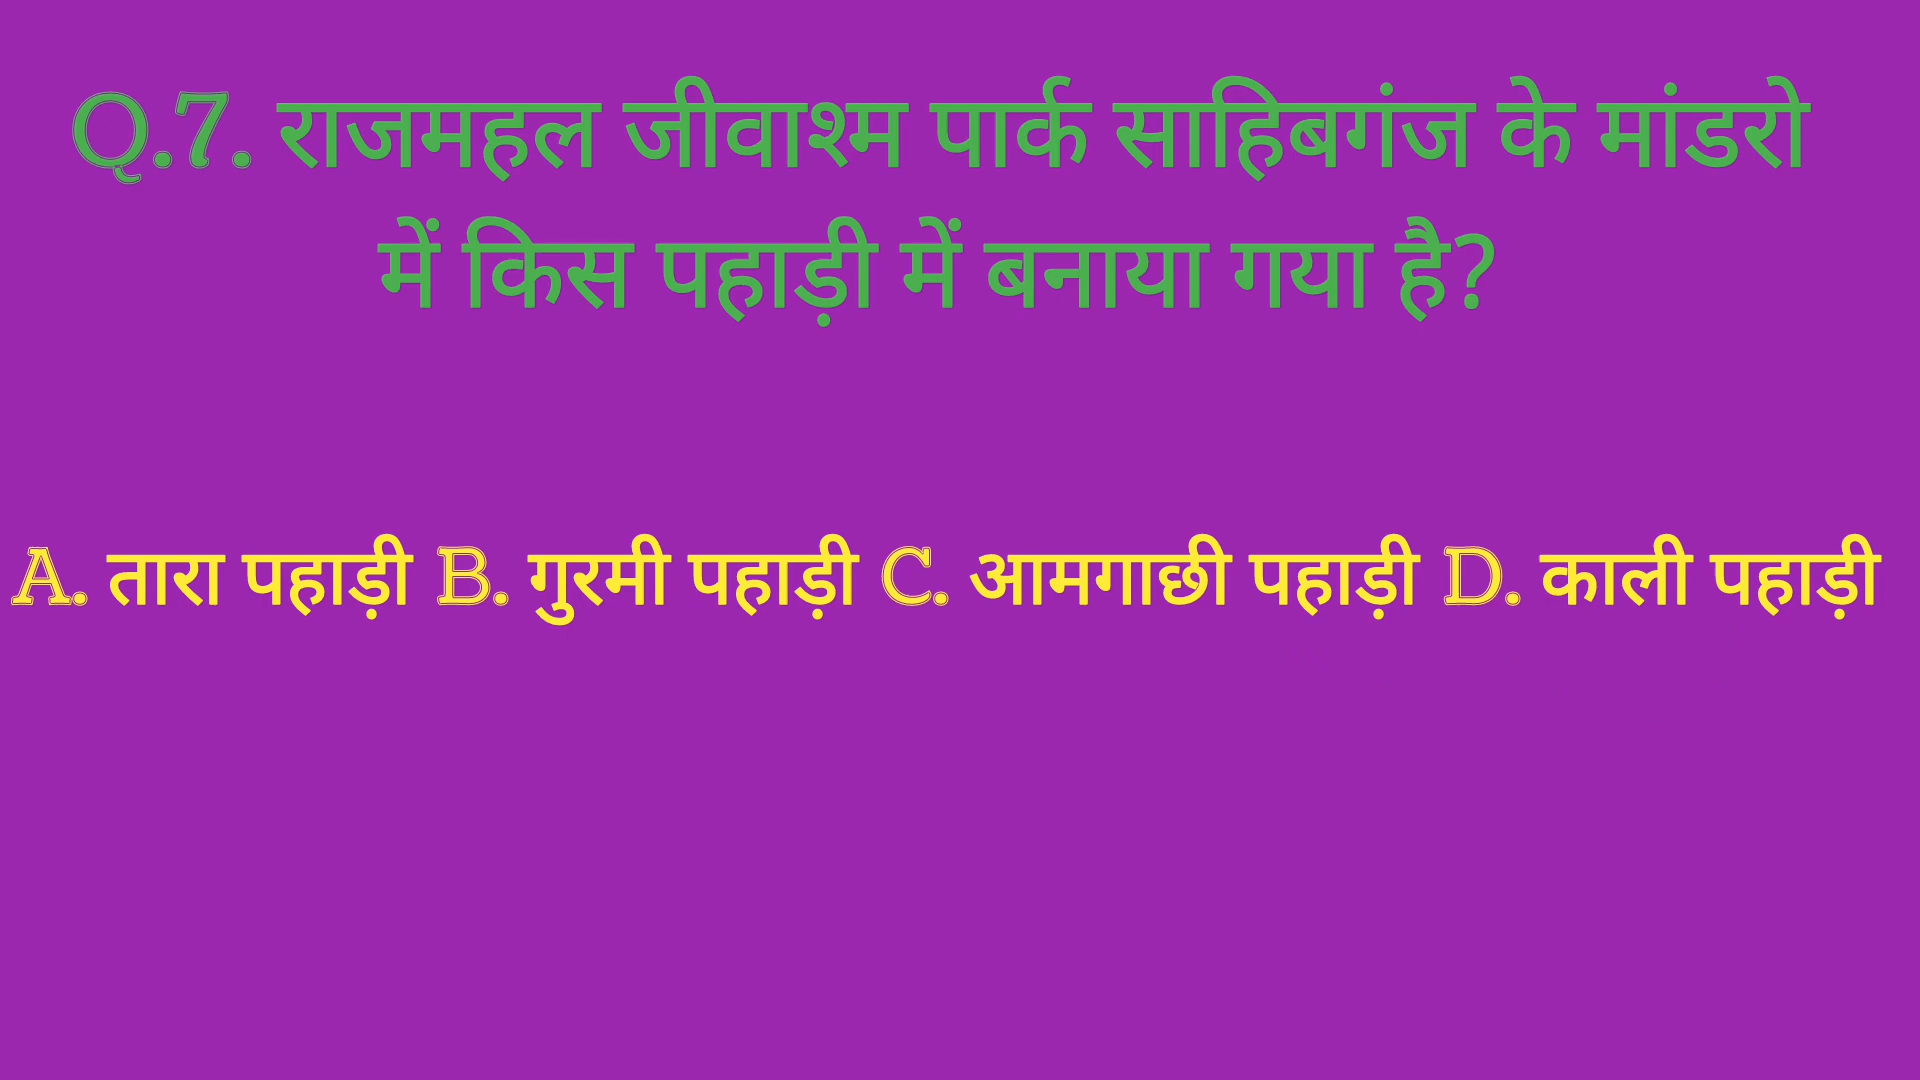 Q.7. राजमहल जीवाश्म पार्क साहिबगंज के मांडरो
में किस पहाड़ी में बनाया गया है?
A. तारा पहाड़ी B. गुरमी पहाड़ी C. आमगाछी पहाड़ी D. काली पहाड़ी